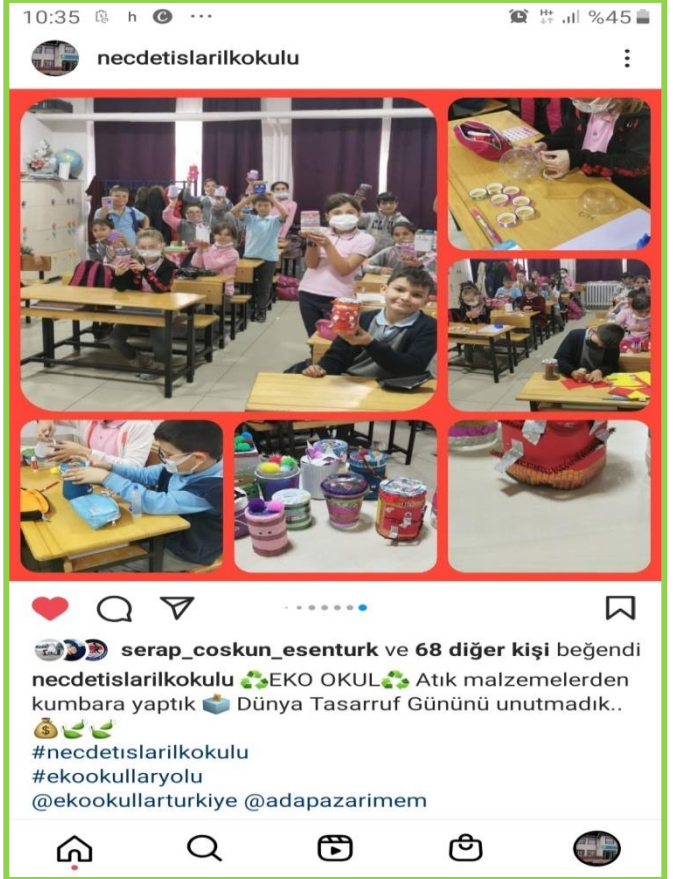 10:35 h %45
necdetislarilkokulu
serap_coskun_esenturk ve 68 diğer kişi beğendi
necdetislarilkokulu ♻️EKO OKUL♻️ Atık malzemelerden
kumbara yaptık 🗳️ Dünya Tasarruf Gününü unutmadık..
💰🫛🫛
#necdetıslarilkokulu
#ekookullaryolu
@ekookullarturkiye @adapazarimem